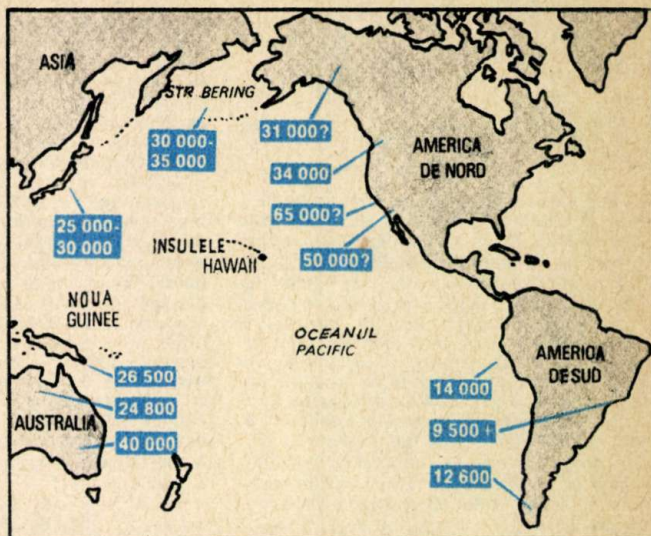 ASIA
STR BERING
30 000-
35 000
31 000?
AMERICA
DE NORD
34 000
65 000?
25 000-
30 000
50 000?
INSULELE
HAWAII
NOUA
GUINEE
OCEANUL
PACIFIC
26 500
24 800
AUSTRALIA
40 000
14 000
AMERICA
DE SUD
9 500 +
12 600